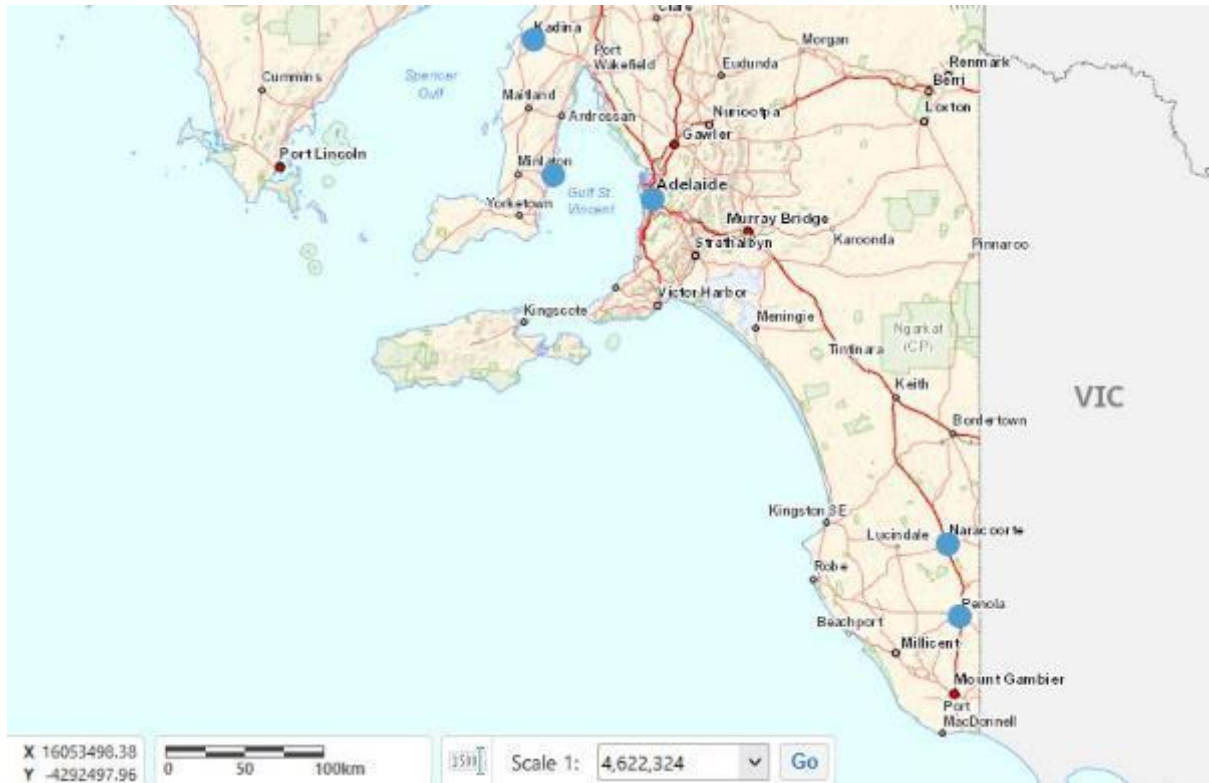 Clare
Kadina
Port
Wakefield
Morgan
Eudunda
Renmark
Berri
Cummins
Spencer
Gulf
Maitland
Ardrossan
Nuriootpa
Loxton
Gawler
Port Lincoln
Minlaton
Gulf St.
Vincent
Adelaide
Yorketown
Murray Bridge
Karoonda
Strathalbyn
Pinnaroo
Victor Harbor
Kingscote
Meningie
Ngarkat
(CP)
Tintinara
Keith
VIC
Bordertown
Kingston SE
Lucindale
Naracoorte
Robe
Penola
Beachport
Millicent
Mount Gambier
Port
MacDonnell
X 16053498.38
Y -4292497.96
0 50 100km
Scale 1: 4,622,324 Go